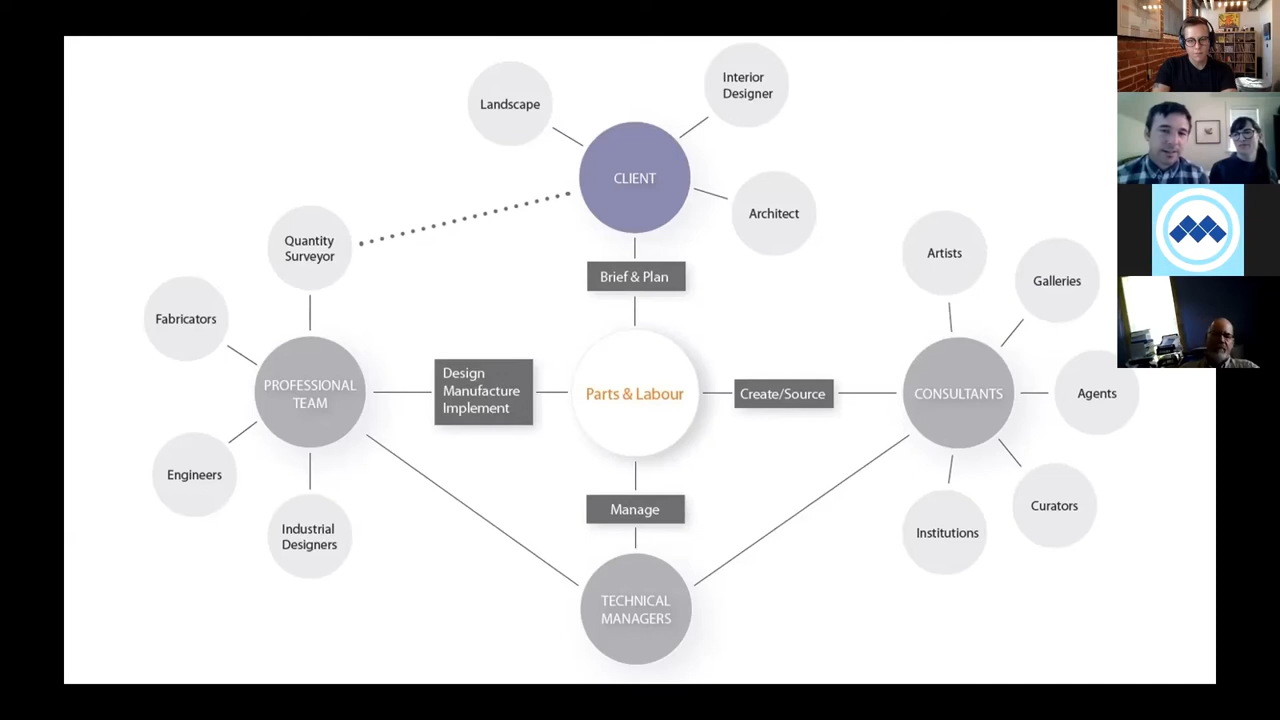 Landscape
Interior
Designer
CLIENT
Architect
Quantity
Surveyor
Brief & Plan
Artists
Galleries
Fabricators
PROFESSIONAL
TEAM
Design
Manufacture
Implement
Parts & Labour
Create/Source
CONSULTANTS
Agents
Engineers
Industrial
Designers
Manage
Institutions
Curators
TECHNICAL
MANAGERS